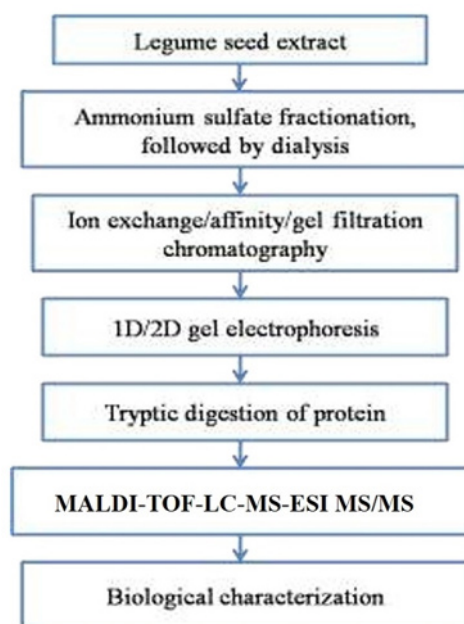 Legume seed extract
Ammonium sulfate fractionation,
followed by dialysis
Ion exchange/affinity/gel filtration
chromatography
1D/2D gel electrophoresis
Tryptic digestion of protein
MALDI-TOF-LC-MS-ESI MS/MS
Biological characterization